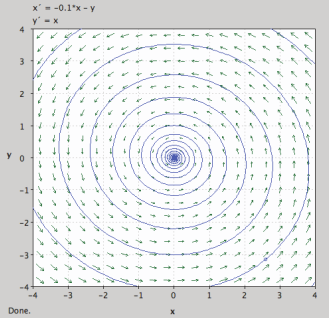 x´ = –0.1*x – y
y´ = x
4
3
2
1
y
0
−1
−2
−3
−4
−4 −3 −2 −1 0 1 2 3 4
x
Done.